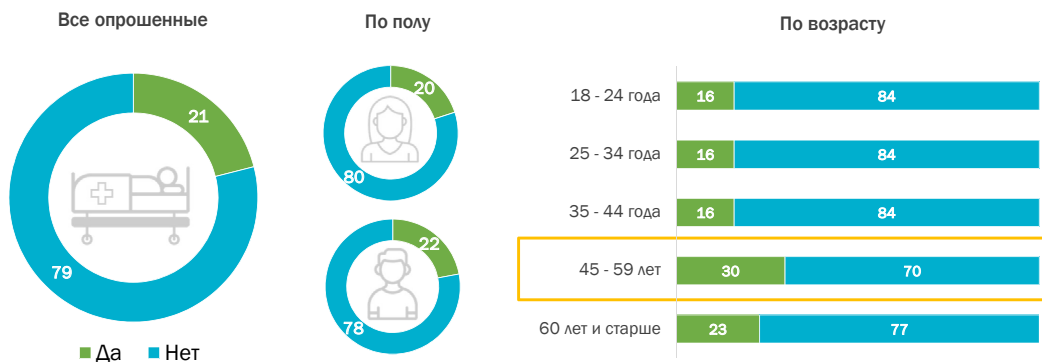 Все опрошенные
21
79
Да
Нет
По полу
20
80
22
78
По возрасту
18 - 24 года
16
84
25 - 34 года
16
84
35 - 44 года
16
84
45 - 59 лет
30
70
60 лет и старше
23
77